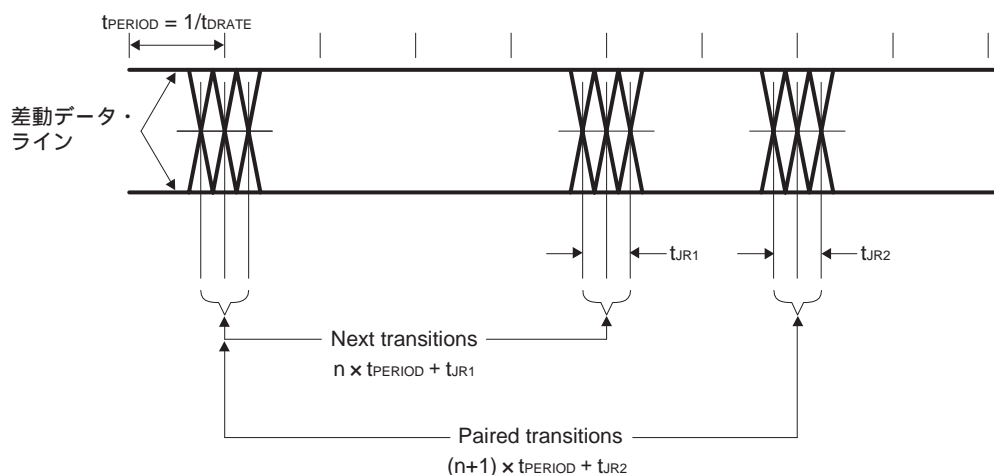 tPERIOD = 1/tDRATE
差動データ・
ライン
tJR1
tJR2
Next transitions
n × tPERIOD + tJR1
Paired transitions
(n+1) × tPERIOD + tJR2